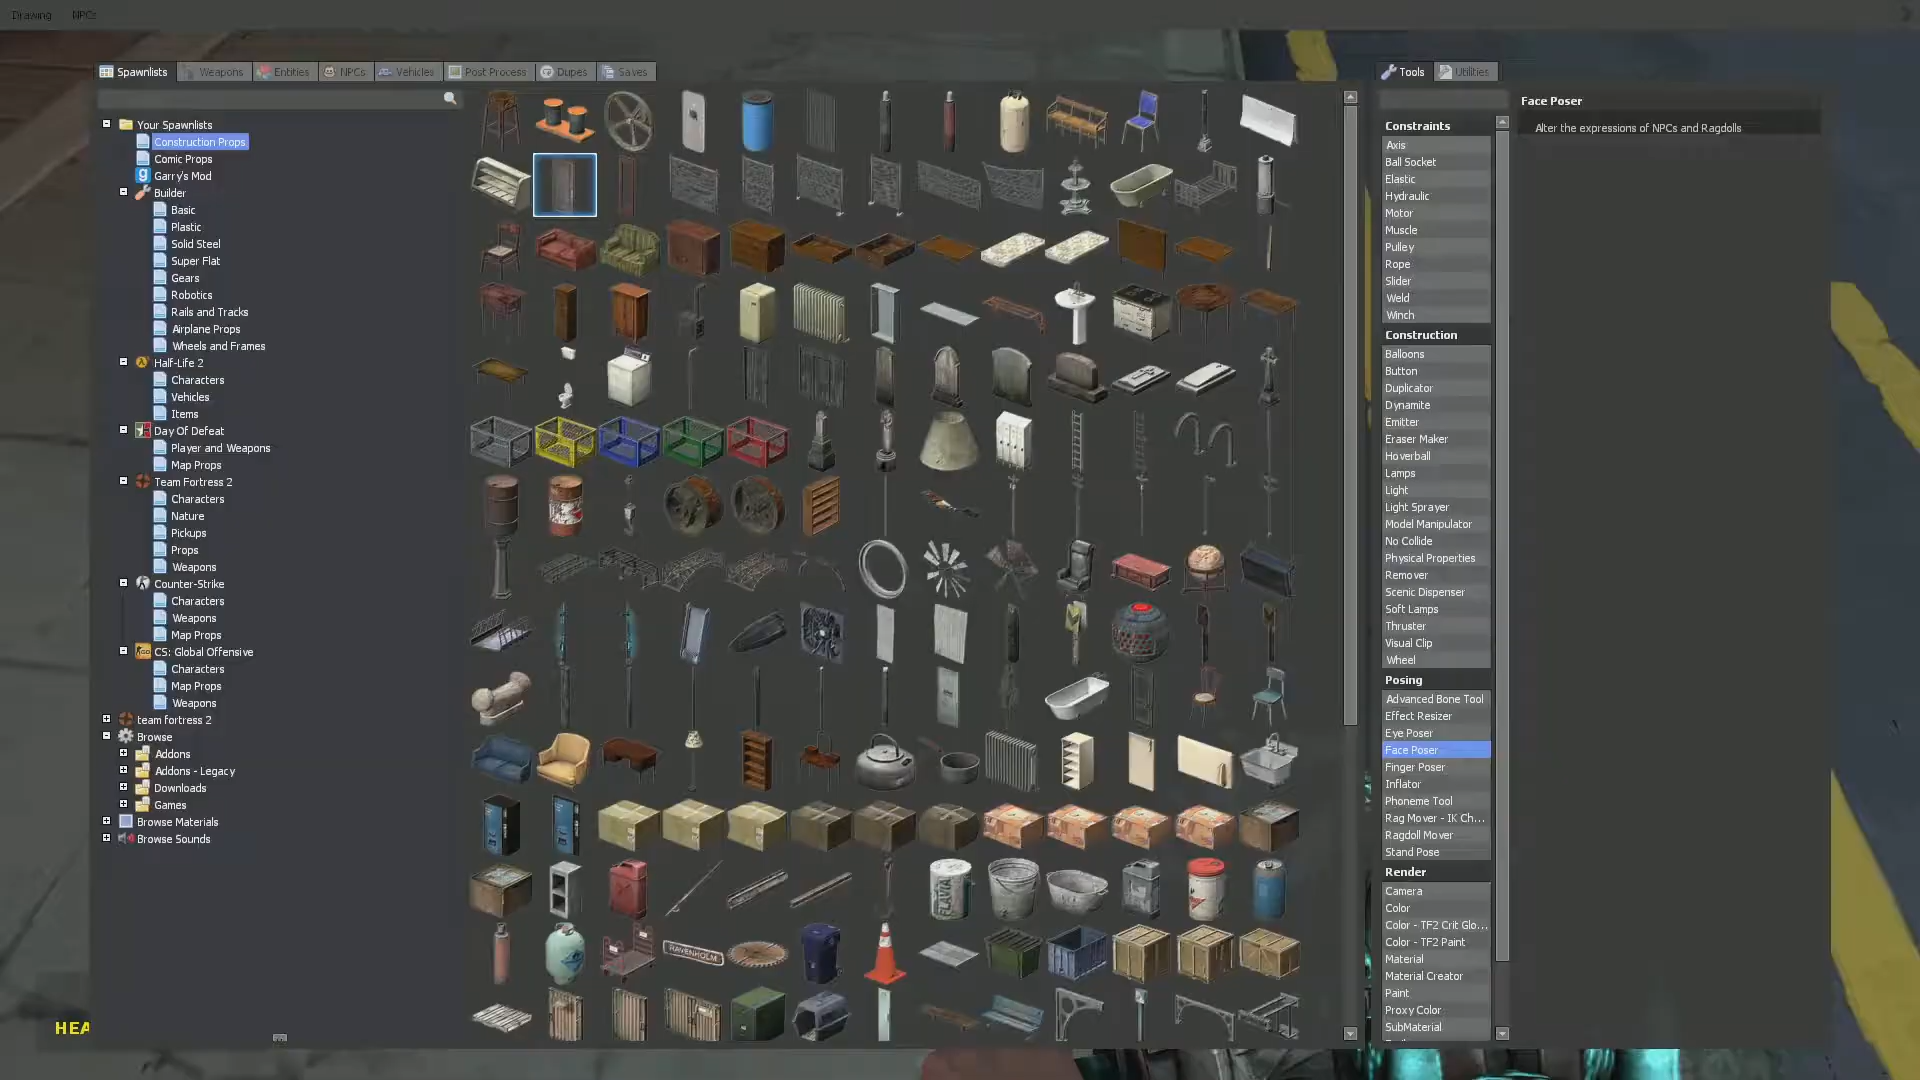 Drawing NPCs
Spawnlists Weapons Entities NPCs Vehicles Post Process Dupes Saves
Your Spawnlists
Construction Props
Comic Props
Garry's Mod
Builder
Basic
Plastic
Solid Steel
Super Flat
Gears
Robotics
Rails and Tracks
Airplane Props
Wheels and Frames
Half-Life 2
Characters
Vehicles
Items
Day Of Defeat
Player and Weapons
Map Props
Team Fortress 2
Characters
Nature
Pickups
Props
Weapons
Counter-Strike
Characters
Weapons
Map Props
CS: Global Offensive
Characters
Map Props
Weapons
team fortress 2
Browse
Addons
Addons - Legacy
Downloads
Games
Browse Materials
Browse Sounds
HEA
FLAVIA
RAVENHOLM
Tools Utilities
Constraints
Axis
Ball Socket
Elastic
Hydraulic
Motor
Muscle
Pulley
Rope
Slider
Weld
Winch
Construction
Balloons
Button
Duplicator
Dynamite
Emitter
Eraser Maker
Hoverball
Lamps
Light
Light Sprayer
Model Manipulator
No Collide
Physical Properties
Remover
Scenic Dispenser
Soft Lamps
Thruster
Visual Clip
Wheel
Posing
Advanced Bone Tool
Effect Resizer
Eye Poser
Face Poser
Finger Poser
Inflator
Phoneme Tool
Rag Mover - IK Ch...
Ragdoll Mover
Stand Pose
Render
Camera
Color
Color - TF2 Crit Glo...
Color - TF2 Paint
Material
Material Creator
Paint
Proxy Color
SubMaterial
Face Poser
Alter the expressions of NPCs and Ragdolls